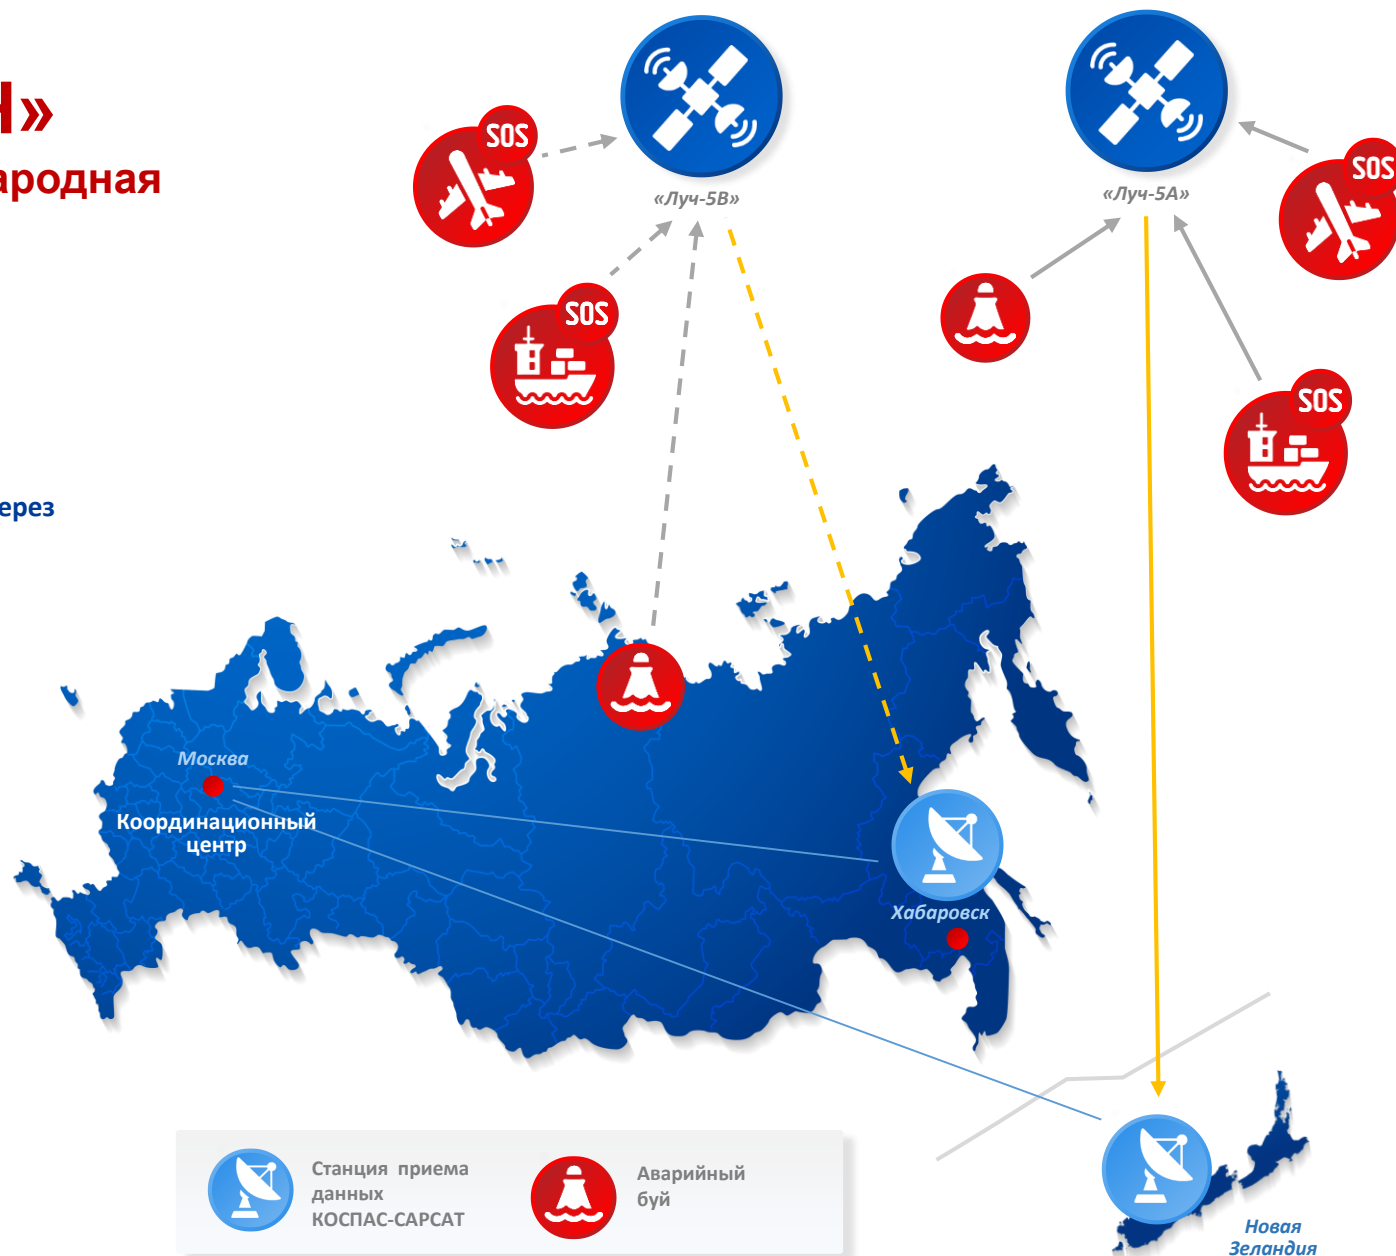 Н»
ародная
SOS
SOS
SOS
SOS
«Луч-5В»
«Луч-5А»
ерез
Москва
Координационный
центр
Хабаровск
Станция приема
данных
КОСПАС-САРСАТ
Аварийный
буй
Новая
Зеландия